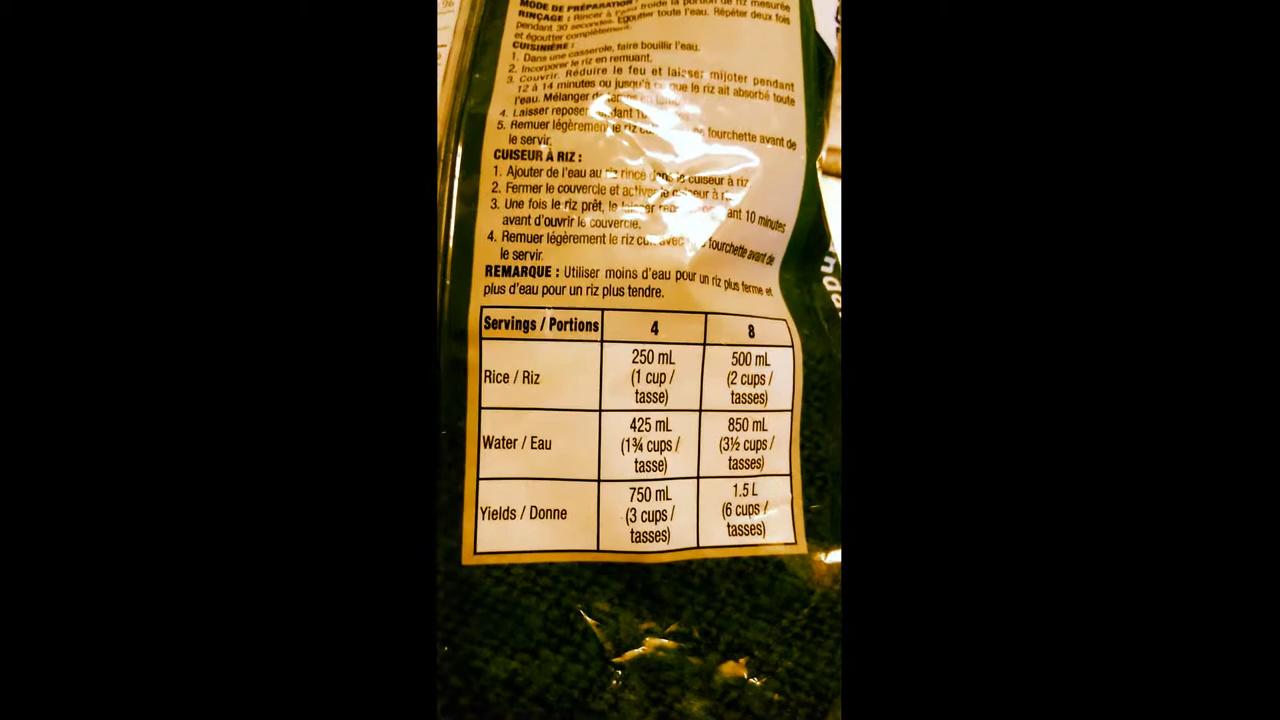 MODE DE PRÉPARATION
RINÇAGE : Rincer à l'eau froide la portion de riz mesurée
pendant 30 secondes. Égoutter toute l'eau. Répéter deux fois
et égoutter complètement.
CUISINIÈRE :
1. Dans une casserole, faire bouillir l'eau.
2. Incorporer le riz en remuant.
3. Couvrir. Réduire le feu et laisser mijoter pendant
12 à 14 minutes ou jusqu'à ce que le riz ait absorbé toute
l'eau. Mélanger de temps en temps.
4. Laisser reposer
5. Remuer légèrement le riz fourchette avant de
le servir.
CUISEUR À RIZ :
1. Ajouter de l'eau au riz rincé dans le cuiseur à riz
2. Fermer le couvercle et activer le cuiseur à riz
3. Une fois le riz prêt, le laisser 10 minutes
avant d'ouvrir le couvercle.
4. Remuer légèrement le riz cuit avec fourchette avant de
le servir.
REMARQUE : Utiliser moins d'eau pour un riz plus ferme et
plus d'eau pour un riz plus tendre.
Servings / Portions 4 8
Rice / Riz 250 mL (1 cup / tasse) 500 mL (2 cups / tasses)
Water / Eau 425 mL (1¾ cups / tasse) 850 mL (3½ cups / tasses)
Yields / Donne 750 mL (3 cups / tasses) 1.5 L (6 cups / tasses)